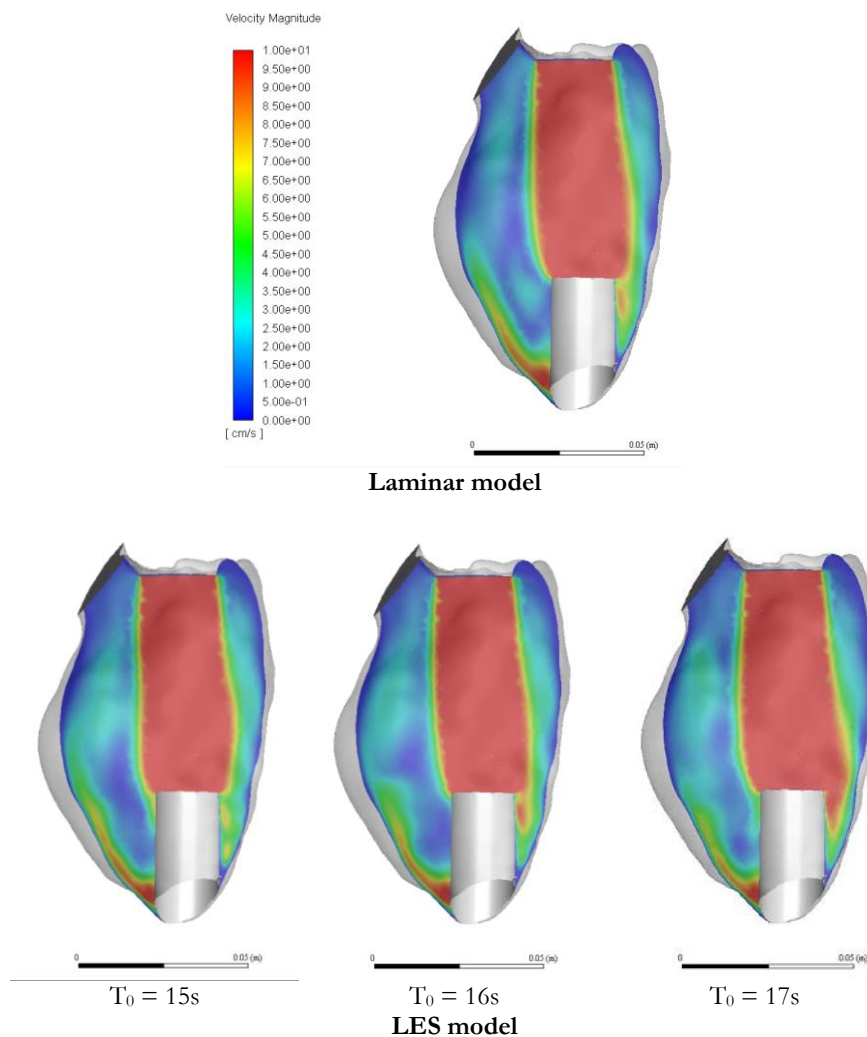 Velocity Magnitude
1.00e+01
9.50e+00
9.00e+00
8.50e+00
8.00e+00
7.50e+00
7.00e+00
6.50e+00
6.00e+00
5.50e+00
5.00e+00
4.50e+00
4.00e+00
3.50e+00
3.00e+00
2.50e+00
2.00e+00
1.50e+00
1.00e+00
5.00e-01
0.00e+00
[ cm/s ]
0 0.05 (m)
Laminar model
0 0.05 (m) 0 0.05 (m) 0 0.05 (m)
T₀ = 15s T₀ = 16s T₀ = 17s
LES model